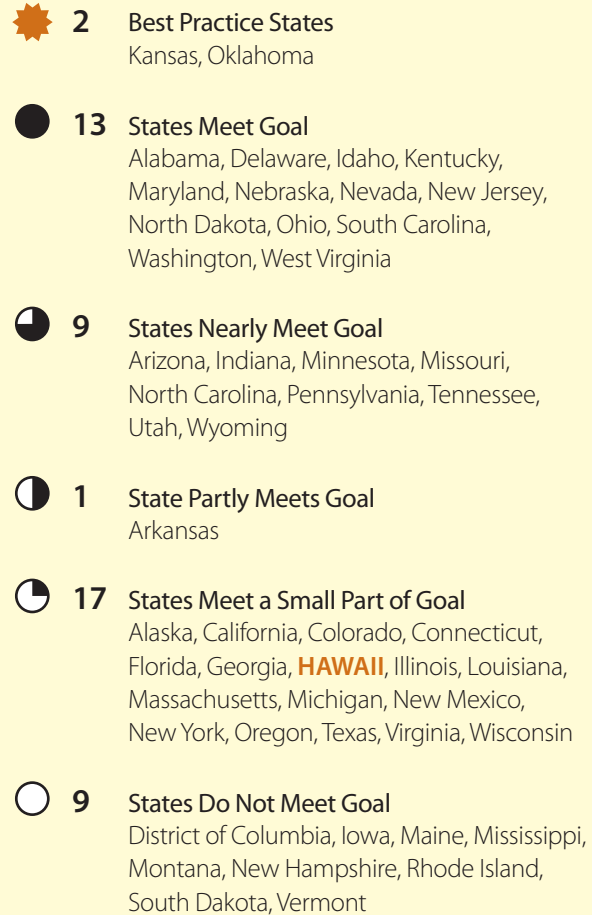 2 Best Practice States
Kansas, Oklahoma
13 States Meet Goal
Alabama, Delaware, Idaho, Kentucky,
Maryland, Nebraska, Nevada, New Jersey,
North Dakota, Ohio, South Carolina,
Washington, West Virginia
9 States Nearly Meet Goal
Arizona, Indiana, Minnesota, Missouri,
North Carolina, Pennsylvania, Tennessee,
Utah, Wyoming
1 State Partly Meets Goal
Arkansas
17 States Meet a Small Part of Goal
Alaska, California, Colorado, Connecticut,
Florida, Georgia, HAWAII, Illinois, Louisiana,
Massachusetts, Michigan, New Mexico,
New York, Oregon, Texas, Virginia, Wisconsin
9 States Do Not Meet Goal
District of Columbia, Iowa, Maine, Mississippi,
Montana, New Hampshire, Rhode Island,
South Dakota, Vermont